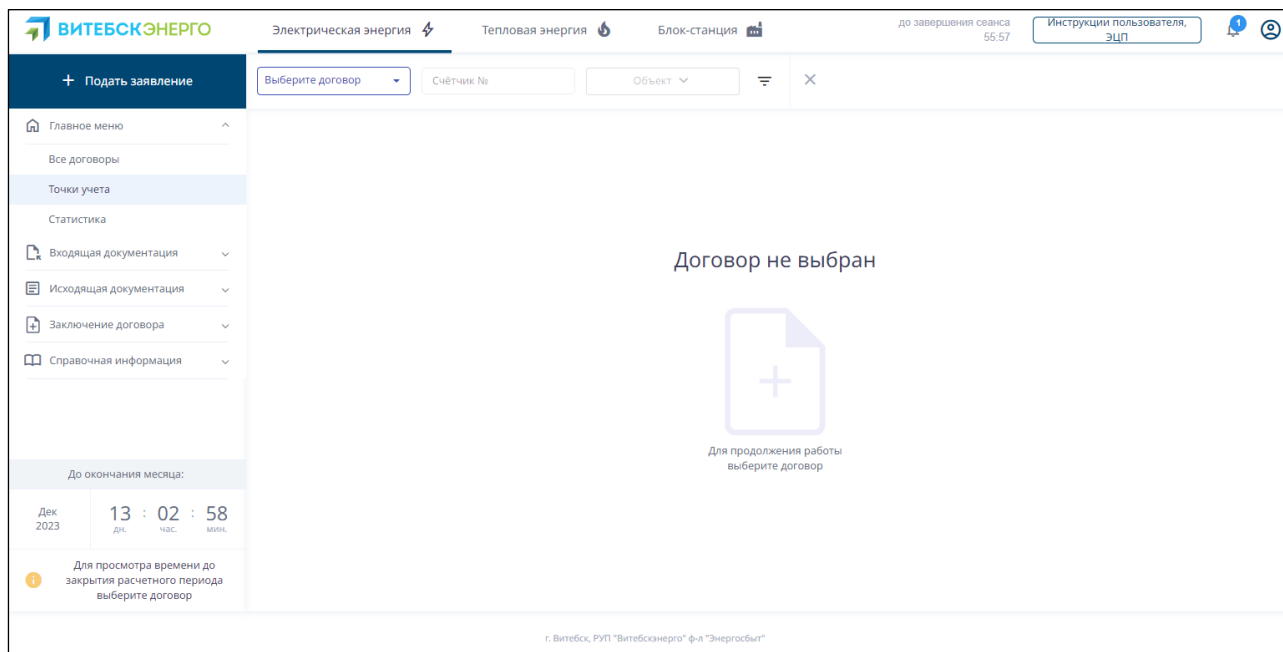 ВИТЕБСКЭНЕРГО
Электрическая энергия
Тепловая энергия
Блок-станция
до завершения сеанса
55:57
Инструкции пользователя,
ЭЦП
1
+ Подать заявление
Выберите договор
Счётчик №
Объект
Главное меню
Все договоры
Точки учета
Статистика
Входящая документация
Исходящая документация
Заключение договора
Справочная информация
Договор не выбран
Для продолжения работы
выберите договор
До окончания месяца:
Дек
2023
13 : 02 : 58
дн. час. мин.
Для просмотра времени до
закрытия расчетного периода
выберите договор
г. Витебск, РУП "Витебскэнерго" ф-л "Энергосбыт"